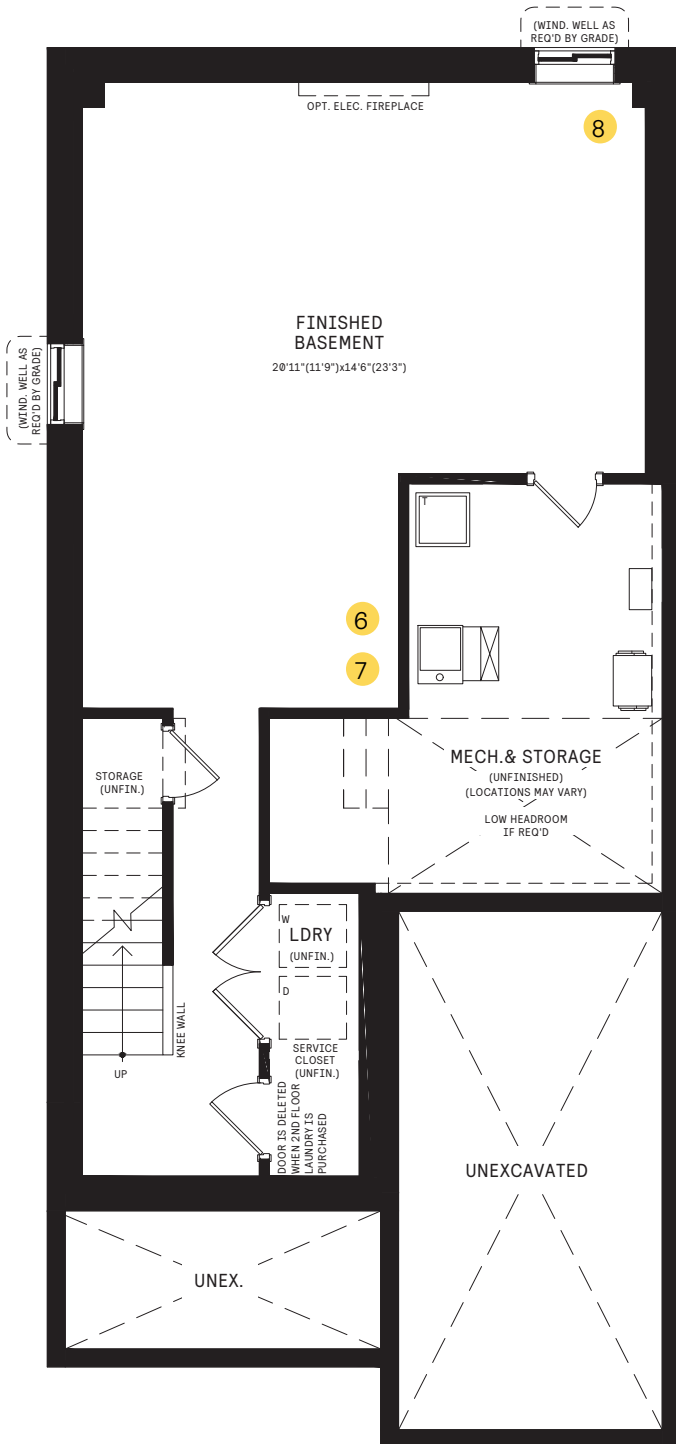 (WIND. WELL AS
REQ'D BY GRADE)
OPT. ELEC. FIREPLACE
8
FINISHED
BASEMENT
20'11"(11'9")x14'6"(23'3")
(WIND. WELL AS
REQ'D BY GRADE)
T
6
7
MECH.& STORAGE
(UNFINISHED)
(LOCATIONS MAY VARY)
LOW HEADROOM
IF REQ'D
STORAGE
(UNFIN.)
W
LDRY
(UNFIN.)
D
SERVICE
CLOSET
(UNFIN.)
KNEE WALL
UP
DOOR IS DELETED
WHEN 2ND FLOOR
LAUNDRY IS
PURCHASED
UNEXCAVATED
UNEX.